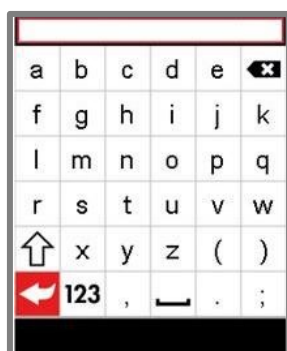 a b c d e
f g h i j k
l m n o p q
r s t u v w
x y z ( )
123 , . ;